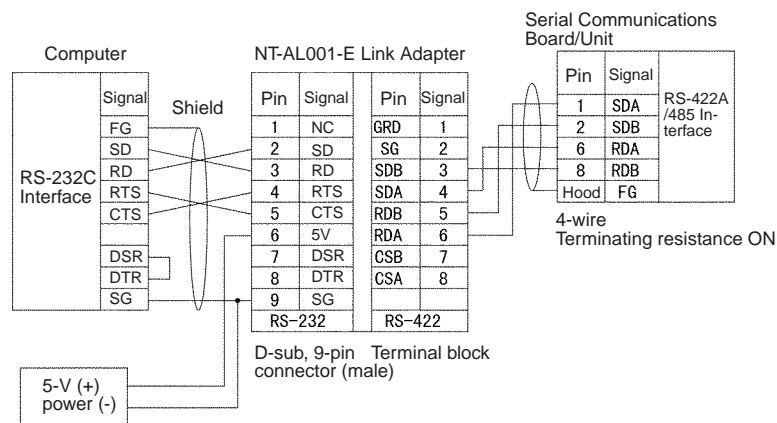 Serial Communications
Board/Unit
Computer
NT-AL001-E Link Adapter
Signal
Shield
FG
SD
RD
RTS
CTS
DSR
DTR
SG
RS-232C
Interface
Pin Signal Pin Signal
1 NC GRD 1
2 SD SG 2
3 RD SDB 3
4 RTS SDA 4
5 CTS RDB 5
6 5V RDA 6
7 DSR CSB 7
8 DTR CSA 8
9 SG
RS-232 RS-422
D-sub, 9-pin
connector (male)
Terminal block
Pin Signal
1 SDA
2 SDB
6 RDA
8 RDB
Hood FG
RS-422A
/485 In-
terface
4-wire
Terminating resistance ON
5-V (+)
power (-)